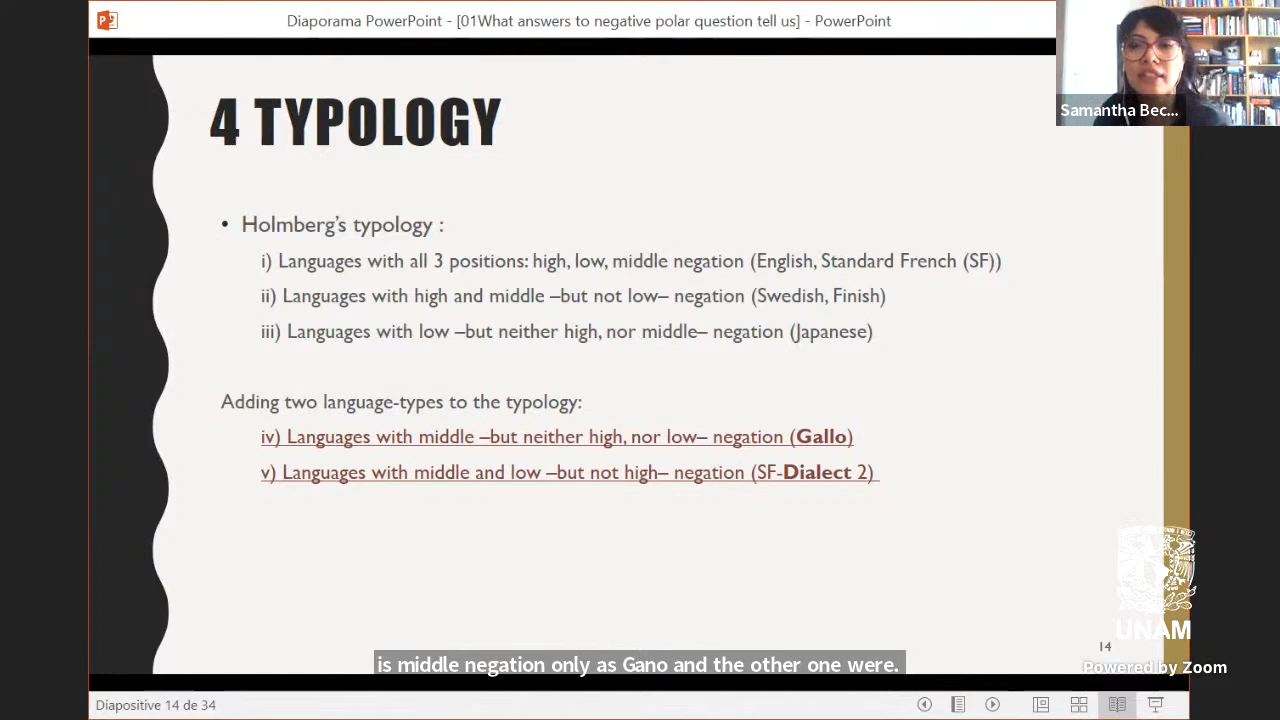 Diaporama PowerPoint - [01What answers to negative polar question tell us] - PowerPoint
Samantha Bec...
4 TYPOLOGY
• Holmberg's typology :
i) Languages with all 3 positions: high, low, middle negation (English, Standard French (SF))
ii) Languages with high and middle –but not low– negation (Swedish, Finish)
iii) Languages with low –but neither high, nor middle– negation (Japanese)
Adding two language-types to the typology:
iv) Languages with middle –but neither high, nor low– negation (Gallo)
v) Languages with middle and low –but not high– negation (SF-Dialect 2)
UNAM
14
is middle negation only as Gano and the other one were.
Powered by Zoom
Diapositive 14 de 34